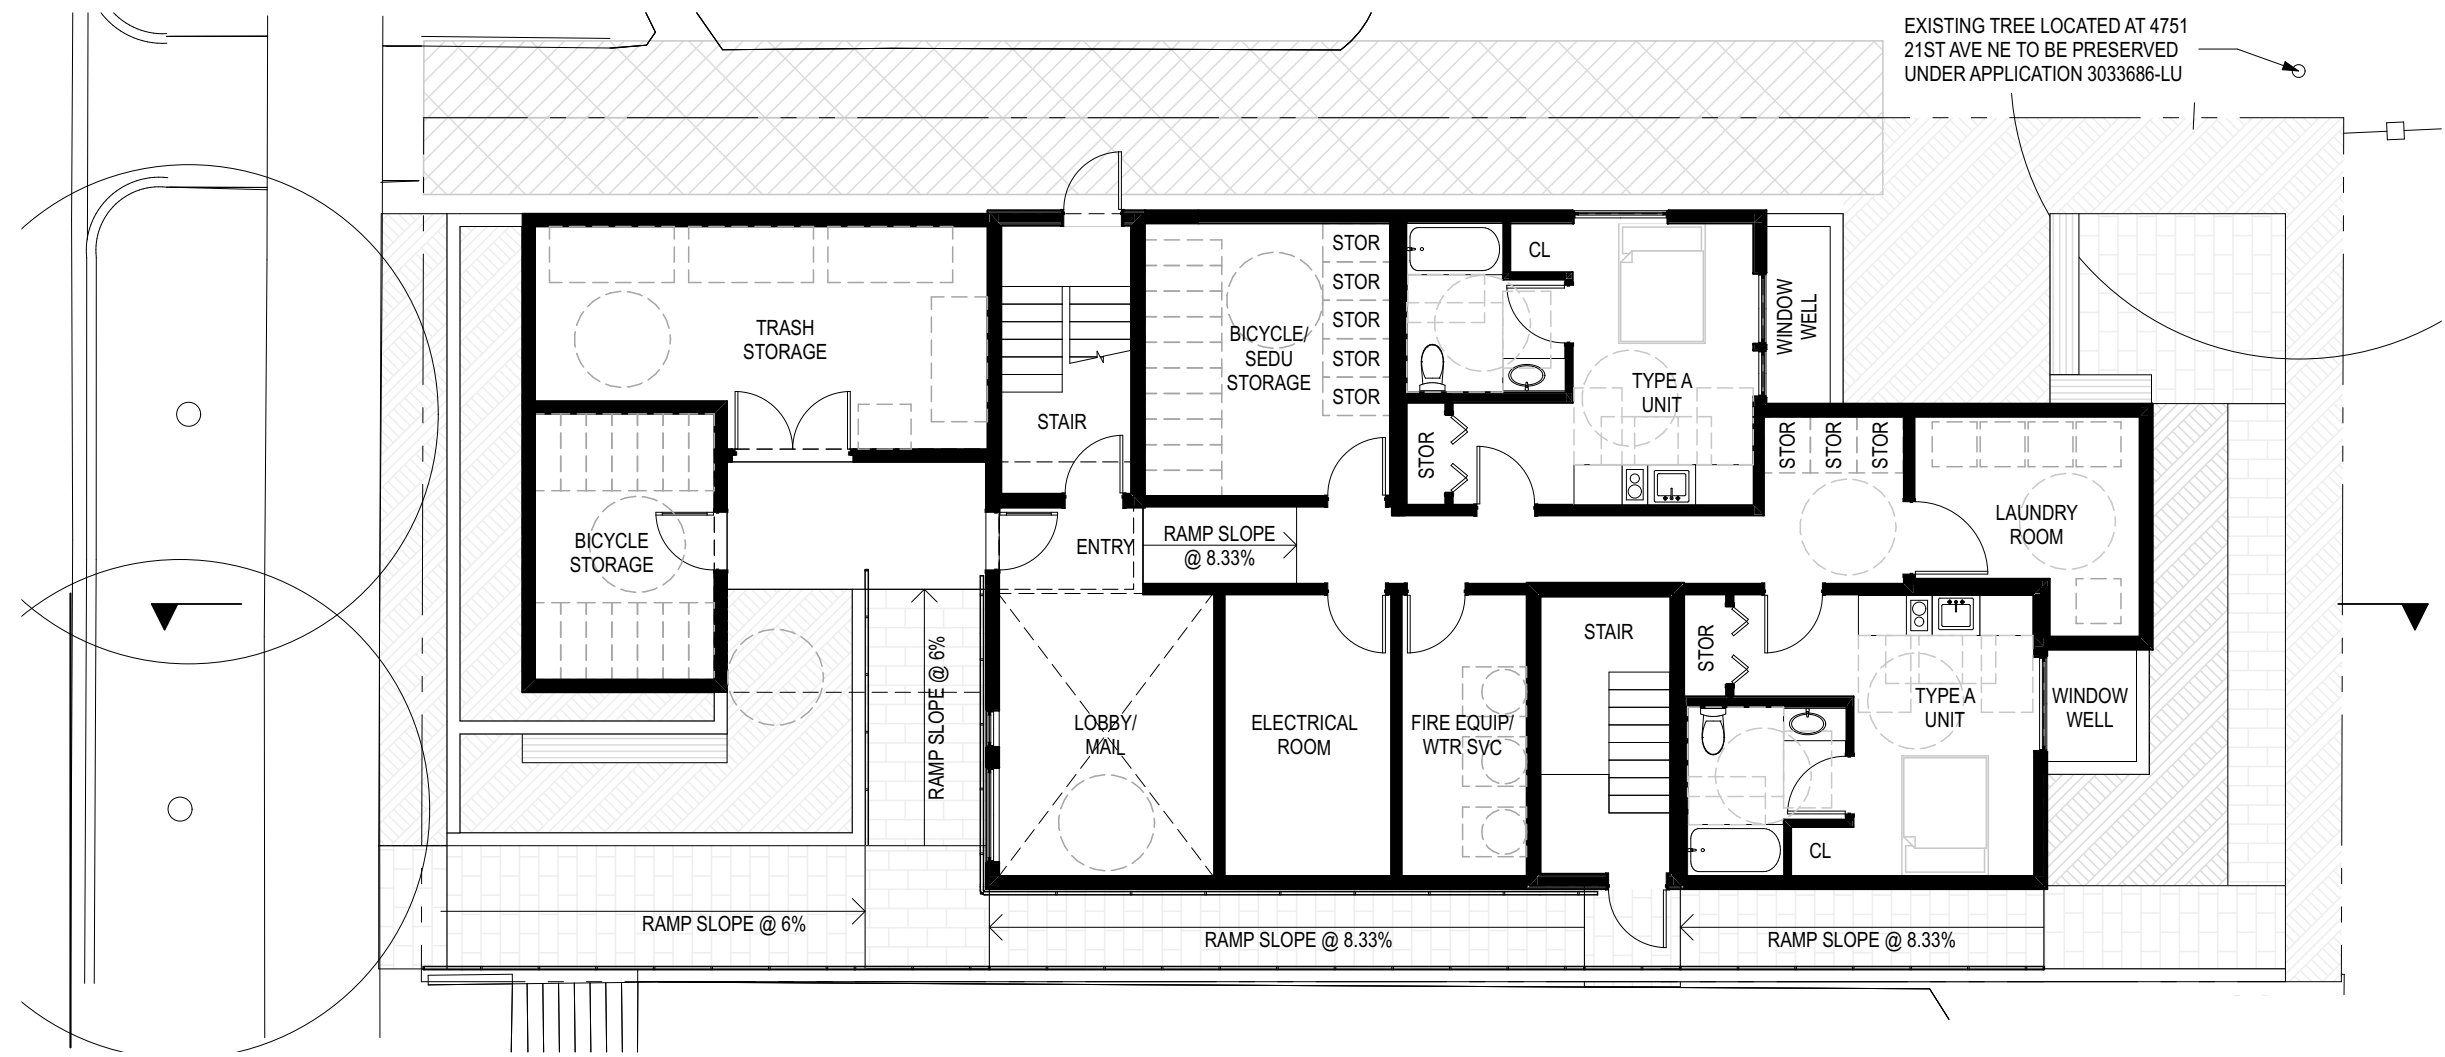 EXISTING TREE LOCATED AT 4751
21ST AVE NE TO BE PRESERVED
UNDER APPLICATION 3033686-LU
TRASH
STORAGE
STAIR
BICYCLE/
SEDU
STORAGE
STOR
STOR
STOR
STOR
STOR
CL
TYPE A
UNIT
WINDOW
WELL
STOR
STOR
STOR
STOR
LAUNDRY
ROOM
BICYCLE
STORAGE
ENTRY
RAMP SLOPE
@ 8.33%
RAMP SLOPE @ 6%
LOBBY/
MAIL
ELECTRICAL
ROOM
FIRE EQUIP/
WTR SVC
STAIR
STOR
TYPE A
UNIT
WINDOW
WELL
CL
RAMP SLOPE @ 6%
RAMP SLOPE @ 8.33%
RAMP SLOPE @ 8.33%